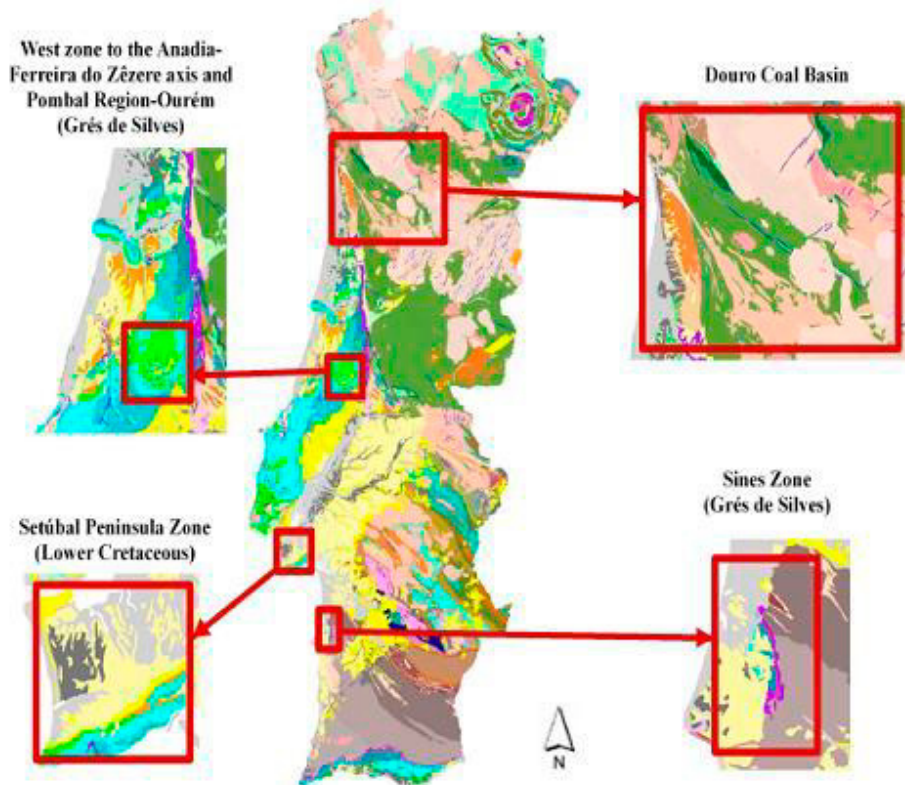 West zone to the Anadia-
Ferreira do Zêzere axis and
Pombal Region-Ourém
(Grés de Silves)
Douro Coal Basin
Setúbal Peninsula Zone
(Lower Cretaceous)
Sines Zone
(Grés de Silves)
N